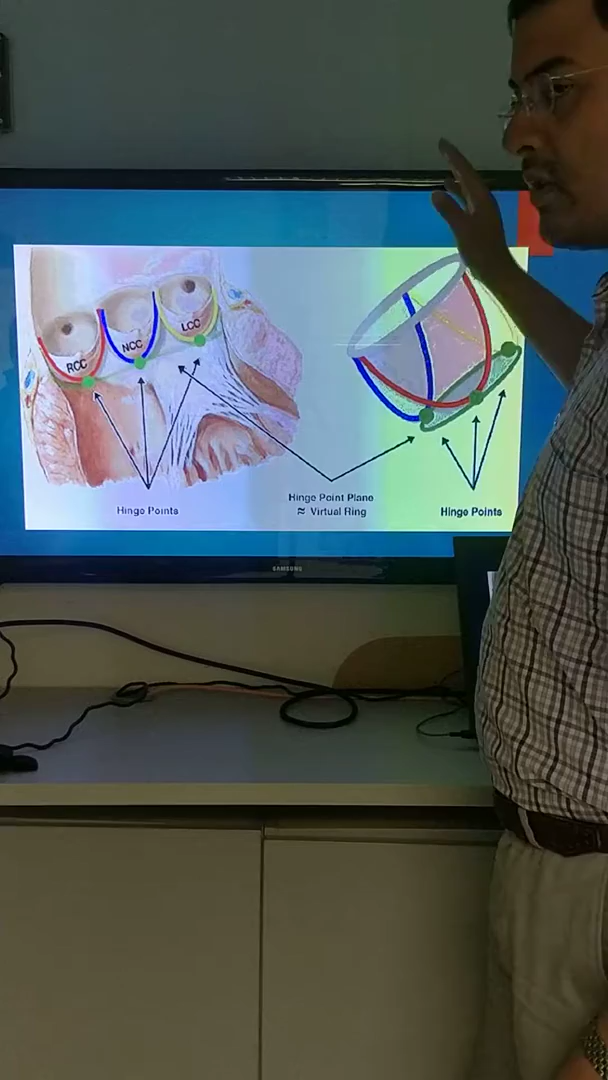 RCC
NCC
LCC
Hinge Points
Hinge Point Plane
≈ Virtual Ring
Hinge Points
SAMSUNG